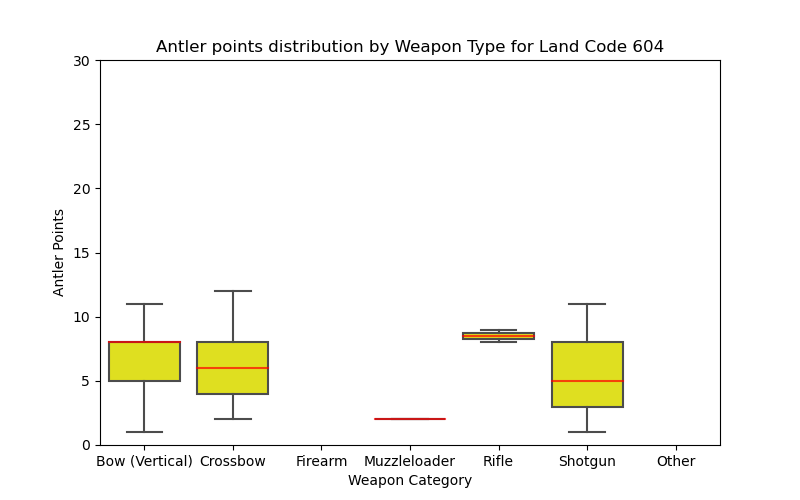 Antler points distribution by Weapon Type for Land Code 604
30
25
20
15
10
5
0
Antler Points
Bow (Vertical) Crossbow Firearm Muzzleloader Rifle Shotgun Other
Weapon Category